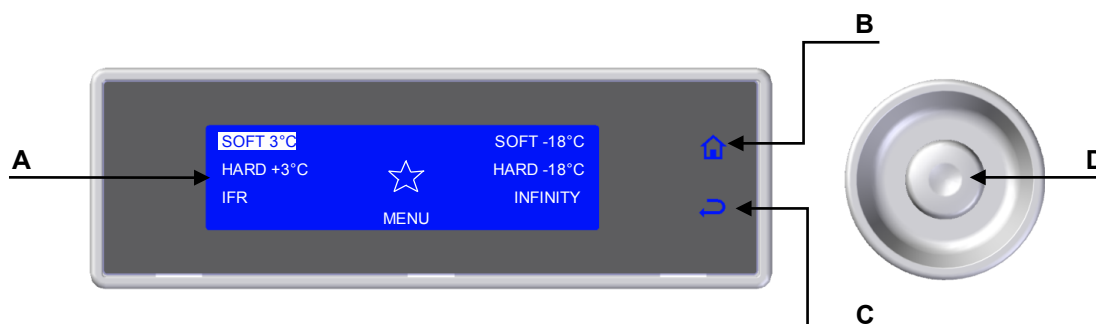 B
SOFT 3°C SOFT -18°C
A HARD +3°C HARD -18°C D
IFR INFINITY
MENU
C